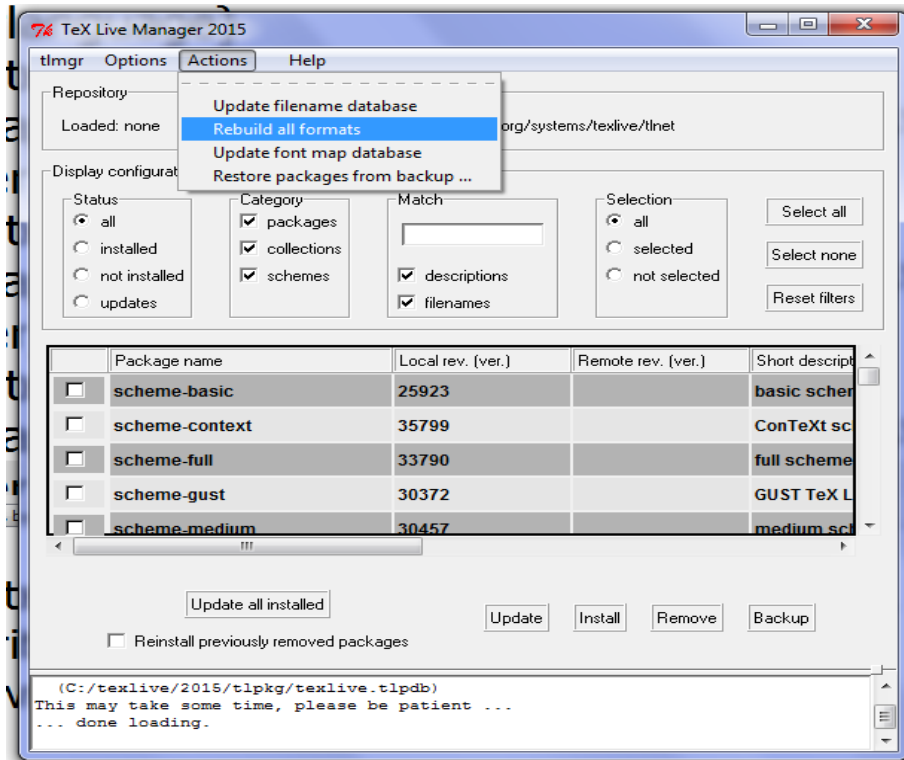 TeX Live Manager 2015
tlmgr Options Actions Help
Update filename database
Rebuild all formats
Update font map database
Restore packages from backup ...
Repository
Loaded: none org/systems/texlive/tlnet
Display configurat
Status
all
installed
not installed
updates
Category
packages
collections
schemes
Match
descriptions
filenames
Selection
all
selected
not selected
Select all
Select none
Reset filters
Package name Local rev. (ver.) Remote rev. (ver.) Short descript
scheme-basic 25923 basic schem
scheme-context 35799 ConTeXt sc
scheme-full 33790 full scheme
scheme-gust 30372 GUST TeX L
scheme-medium 30457 medium sch
Update all installed
Reinstall previously removed packages
Update Install Remove Backup
(C:/texlive/2015/tlpkg/texlive.tlpdb)
This may take some time, please be patient ...
... done loading.